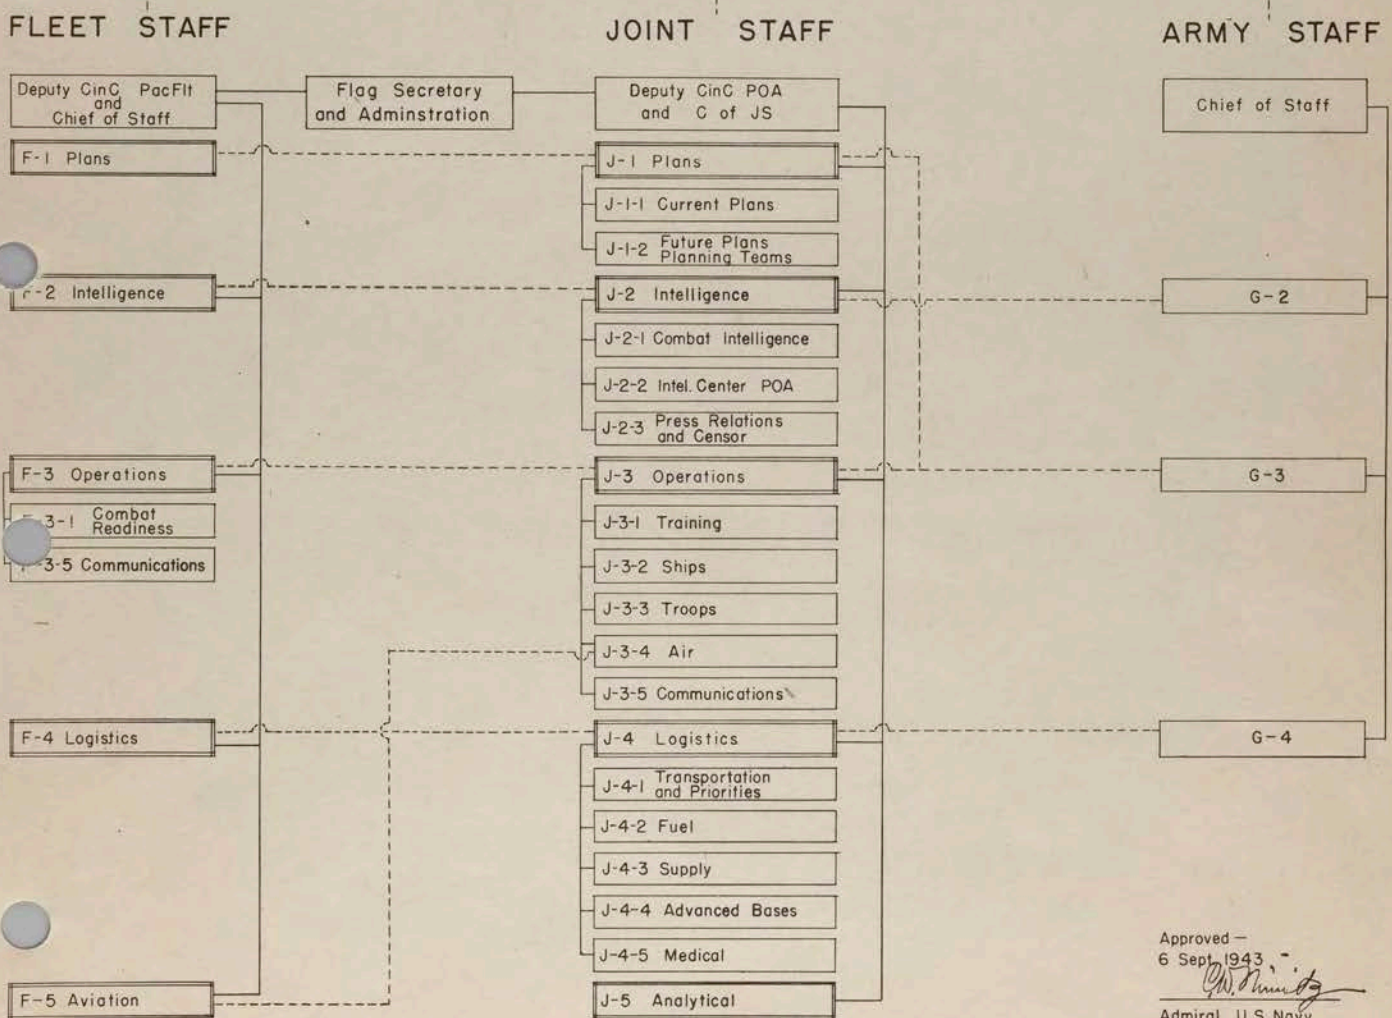 FLEET STAFF
JOINT STAFF
ARMY STAFF
Deputy CinC PacFlt
and
Chief of Staff
Flag Secretary
and Adminstration
Deputy CinC POA
and C of JS
Chief of Staff
F-1 Plans
J-1 Plans
J-1-1 Current Plans
J-1-2 Future Plans
Planning Teams
F-2 Intelligence
J-2 Intelligence
G-2
J-2-1 Combat Intelligence
J-2-2 Intel. Center POA
J-2-3 Press Relations
and Censor
F-3 Operations
J-3 Operations
G-3
F-3-1 Combat
Readiness
J-3-1 Training
F-3-5 Communications
J-3-2 Ships
J-3-3 Troops
J-3-4 Air
J-3-5 Communications
F-4 Logistics
J-4 Logistics
G-4
J-4-1 Transportation
and Priorities
J-4-2 Fuel
J-4-3 Supply
J-4-4 Advanced Bases
J-4-5 Medical
F-5 Aviation
J-5 Analytical
Approved —
6 Sept, 1943 -
C.W. Nimitz
Admiral, U.S. Navy